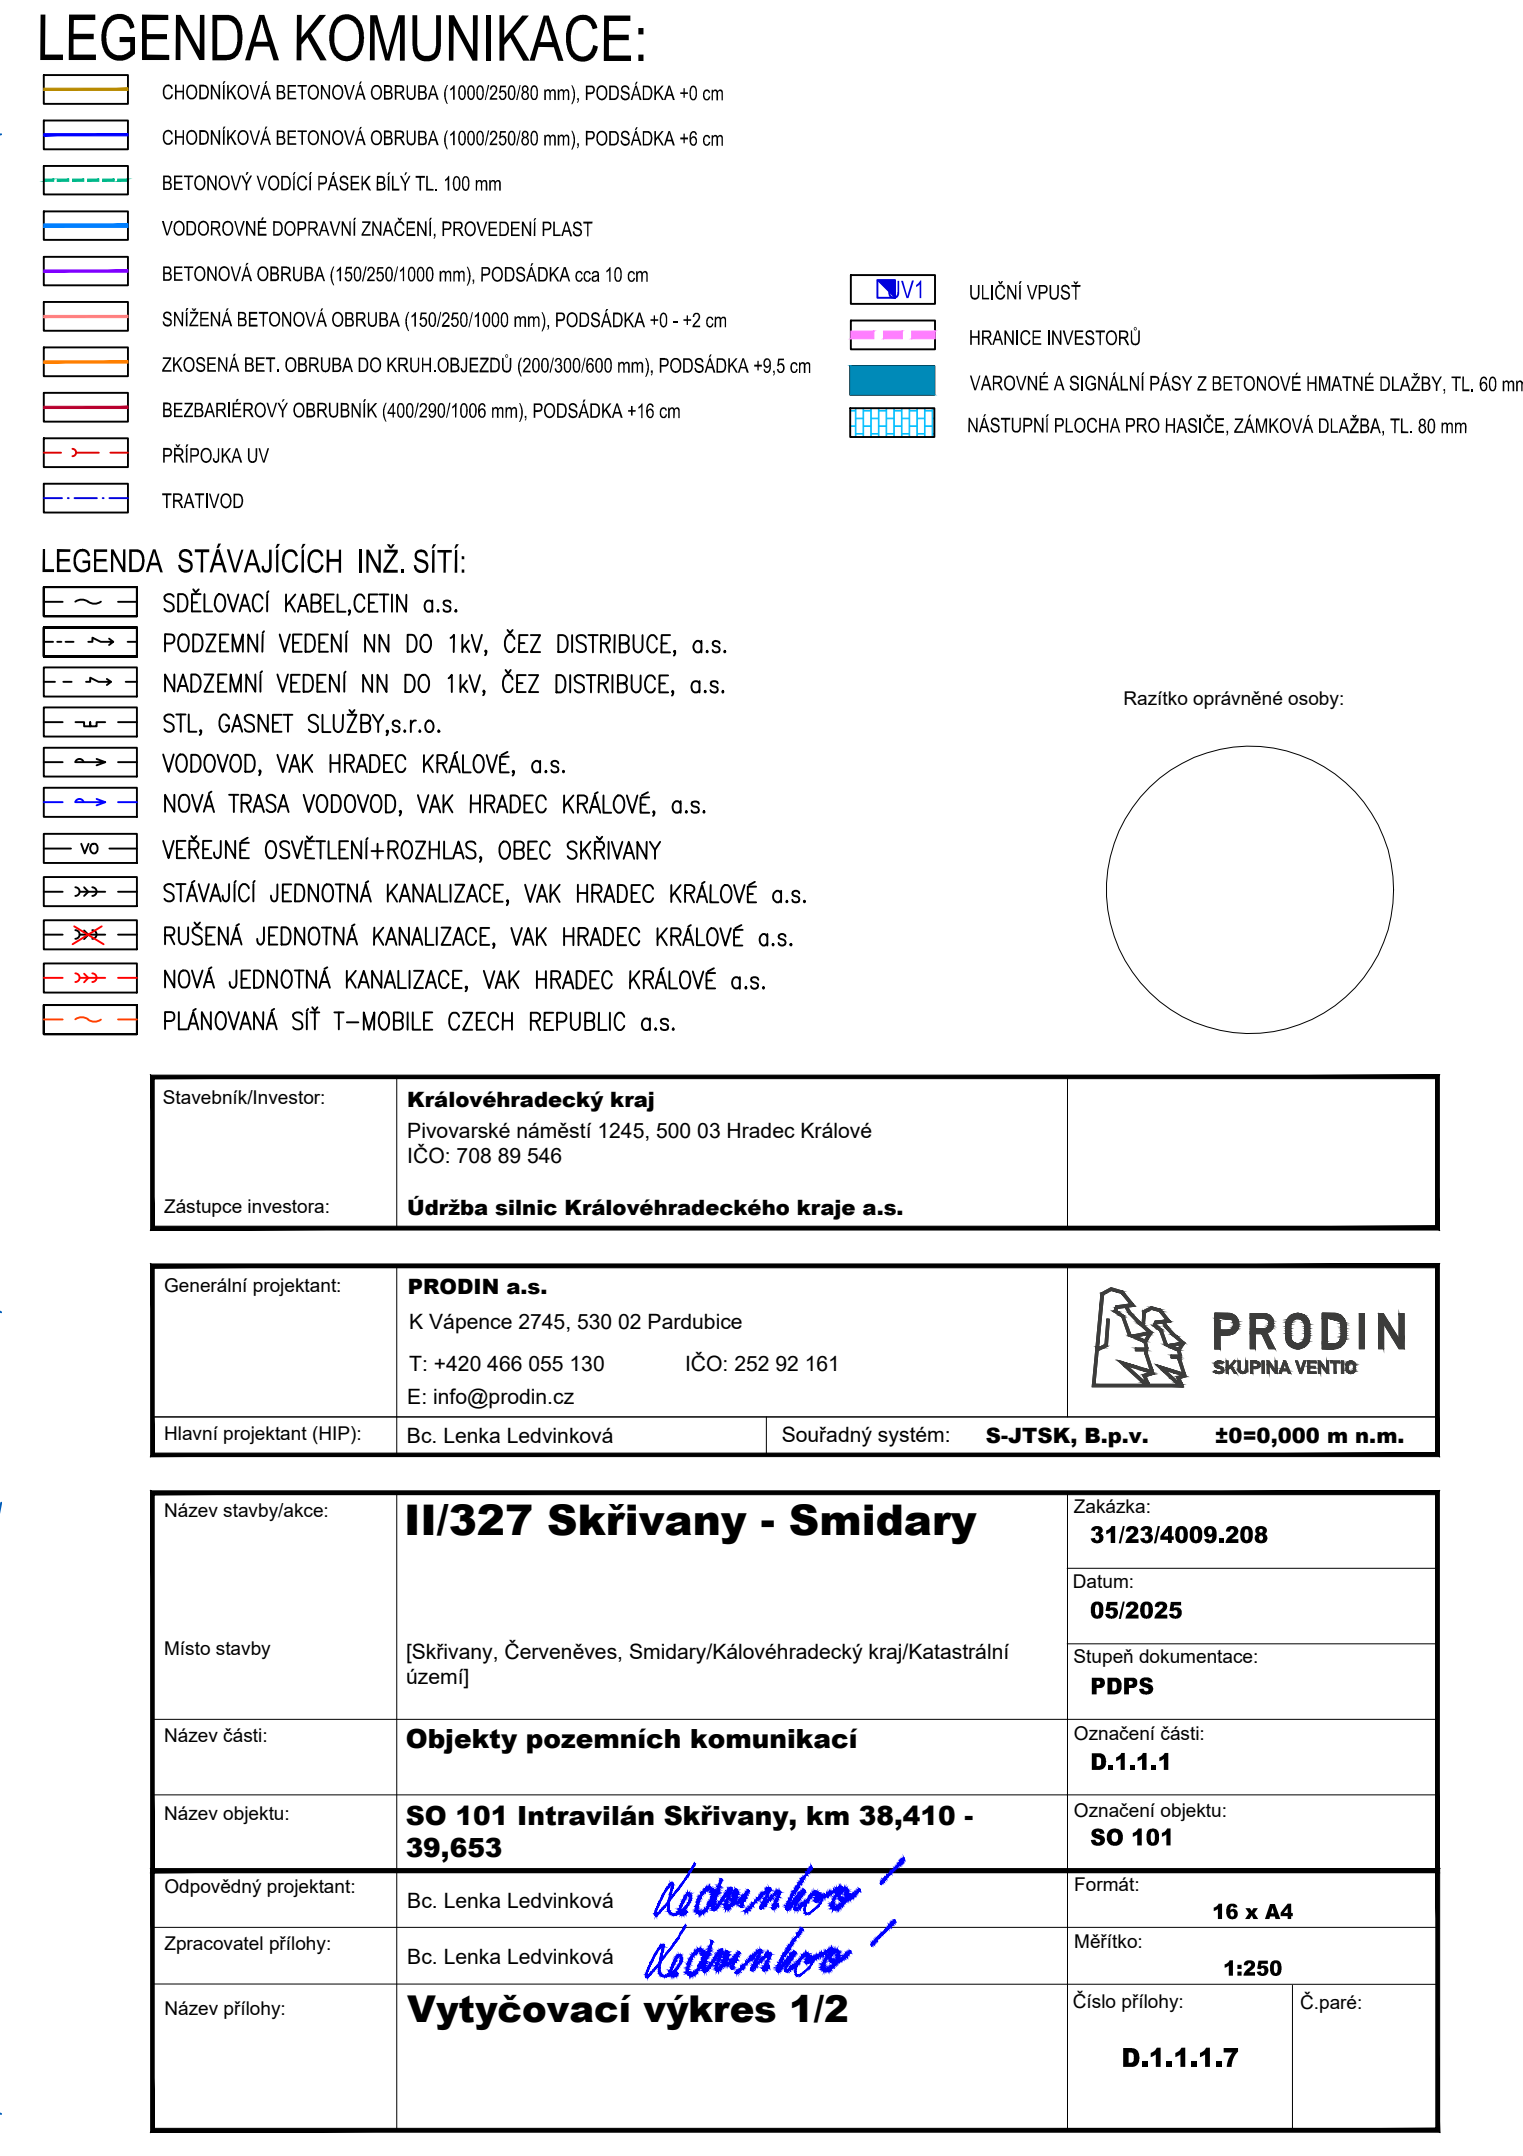 LEGENDA KOMUNIKACE:
CHODNÍKOVÁ BETONOVÁ OBRUBA (1000/250/80 mm), PODSÁDKA +0 cm
CHODNÍKOVÁ BETONOVÁ OBRUBA (1000/250/80 mm), PODSÁDKA +6 cm
BETONOVÝ VODÍCÍ PÁSEK BÍLÝ TL. 100 mm
VODOROVNÉ DOPRAVNÍ ZNAČENÍ, PROVEDENÍ PLAST
BETONOVÁ OBRUBA (150/250/1000 mm), PODSÁDKA cca 10 cm
SNÍŽENÁ BETONOVÁ OBRUBA (150/250/1000 mm), PODSÁDKA +0 - +2 cm
ZKOSENÁ BET. OBRUBA DO KRUH.OBJEZDŮ (200/300/600 mm), PODSÁDKA +9,5 cm
BEZBARIÉROVÝ OBRUBNÍK (400/290/1006 mm), PODSÁDKA +16 cm
PŘÍPOJKA UV
TRATIVOD
UV1 ULIČNÍ VPUSŤ
HRANICE INVESTORŮ
VAROVNÉ A SIGNÁLNÍ PÁSY Z BETONOVÉ HMATNÉ DLAŽBY, TL. 60 mm
NÁSTUPNÍ PLOCHA PRO HASIČE, ZÁMKOVÁ DLAŽBA, TL. 80 mm
LEGENDA STÁVAJÍCÍCH INŽ. SÍTÍ:
SDĚLOVACÍ KABEL,CETIN a.s.
PODZEMNÍ VEDENÍ NN DO 1kV, ČEZ DISTRIBUCE, a.s.
NADZEMNÍ VEDENÍ NN DO 1kV, ČEZ DISTRIBUCE, a.s.
STL, GASNET SLUŽBY,s.r.o.
VODOVOD, VAK HRADEC KRÁLOVÉ, a.s.
NOVÁ TRASA VODOVOD, VAK HRADEC KRÁLOVÉ, a.s.
VO VEŘEJNÉ OSVĚTLENÍ+ROZHLAS, OBEC SKŘIVANY
STÁVAJÍCÍ JEDNOTNÁ KANALIZACE, VAK HRADEC KRÁLOVÉ a.s.
RUŠENÁ JEDNOTNÁ KANALIZACE, VAK HRADEC KRÁLOVÉ a.s.
NOVÁ JEDNOTNÁ KANALIZACE, VAK HRADEC KRÁLOVÉ a.s.
PLÁNOVANÁ SÍŤ T-MOBILE CZECH REPUBLIC a.s.
Razítko oprávněné osoby:
Stavebník/Investor: Královéhradecký kraj
Pivovarské náměstí 1245, 500 03 Hradec Králové
IČO: 708 89 546
Zástupce investora: Údržba silnic Královéhradeckého kraje a.s.
Generální projektant: PRODIN a.s.
K Vápence 2745, 530 02 Pardubice
T: +420 466 055 130 IČO: 252 92 161
E: info@prodin.cz
PRODIN
SKUPINA VENTIO
Hlavní projektant (HIP): Bc. Lenka Ledvinková Souřadný systém: S-JTSK, B.p.v. ±0=0,000 m n.m.
Název stavby/akce: II/327 Skřivany - Smidary
Zakázka:
31/23/4009.208
Datum:
05/2025
Místo stavby [Skřivany, Červeněves, Smidary/Kálovéhradecký kraj/Katastrální
území]
Stupeň dokumentace:
PDPS
Název části: Objekty pozemních komunikací
Označení části:
D.1.1.1
Název objektu: SO 101 Intravilán Skřivany, km 38,410 -
39,653
Označení objektu:
SO 101
Odpovědný projektant: Bc. Lenka Ledvinková Ledvinková
Formát:
16 x A4
Zpracovatel přílohy: Bc. Lenka Ledvinková Ledvinková
Měřítko:
1:250
Název přílohy: Vytyčovací výkres 1/2
Číslo přílohy: Č.paré:
D.1.1.1.7